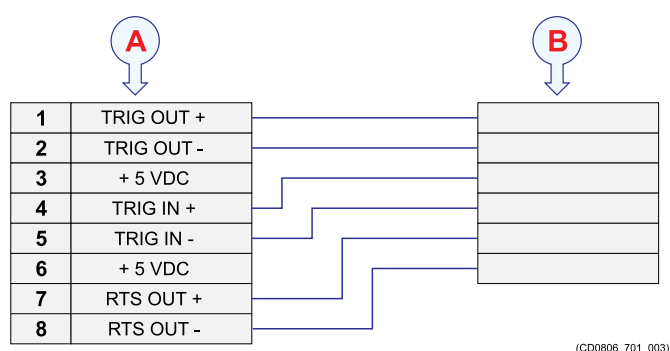 A B
1 TRIG OUT +
2 TRIG OUT -
3 + 5 VDC
4 TRIG IN +
5 TRIG IN -
6 + 5 VDC
7 RTS OUT +
8 RTS OUT -
(CD0806_701_003)